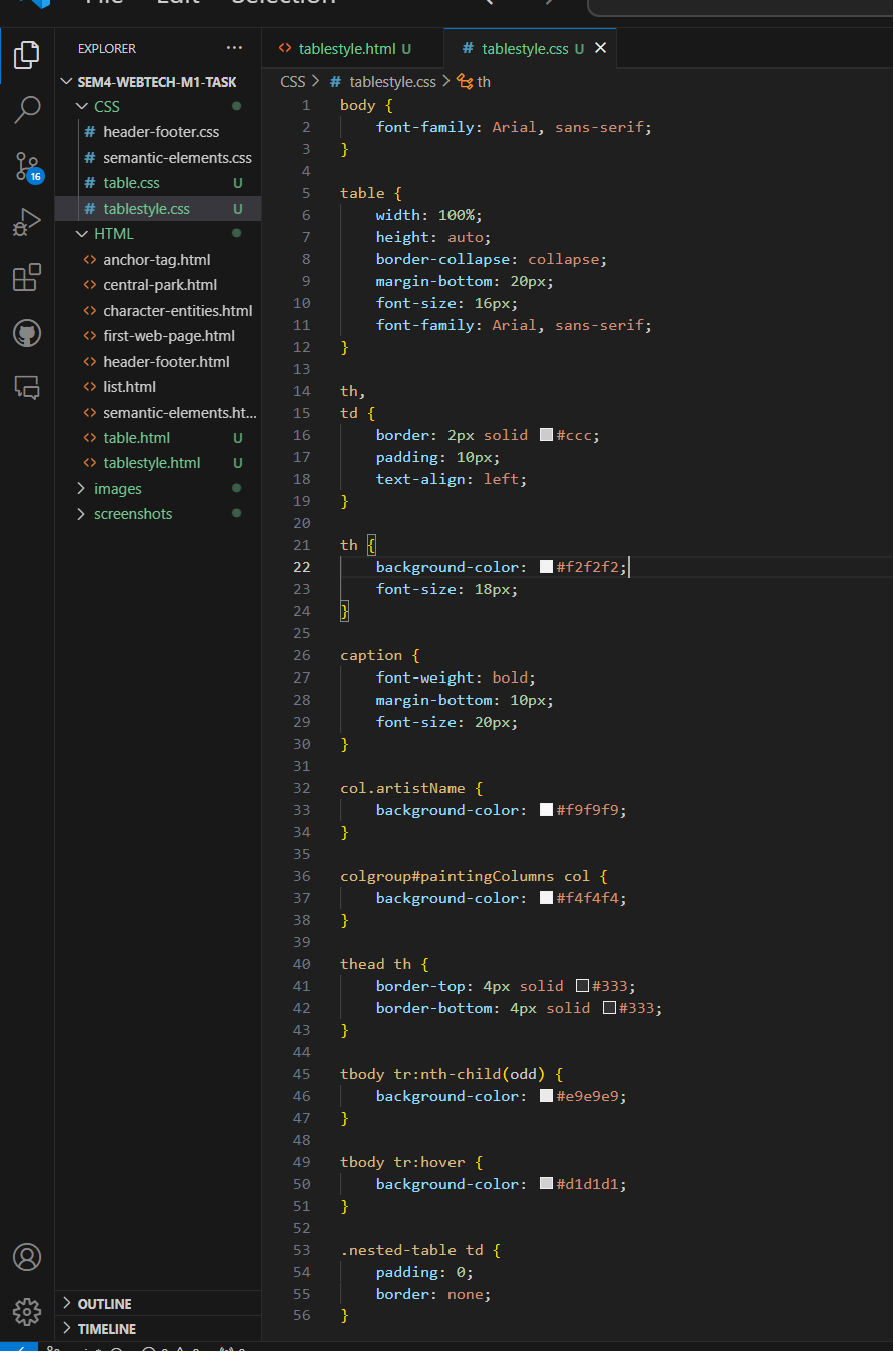 File Edit Selection
EXPLORER ...
SEM4-WEBTECH-M1-TASK
CSS
# header-footer.css
# semantic-elements.css
# table.css U
# tablestyle.css U
HTML
<> anchor-tag.html
<> central-park.html
<> character-entities.html
<> first-web-page.html
<> header-footer.html
<> list.html
<> semantic-elements.ht...
<> table.html U
<> tablestyle.html U
images
screenshots
16
OUTLINE
TIMELINE
<> tablestyle.html U # tablestyle.css U ×
CSS > # tablestyle.css > th
1 body {
2 font-family: Arial, sans-serif;
3 }
4
5 table {
6 width: 100%;
7 height: auto;
8 border-collapse: collapse;
9 margin-bottom: 20px;
10 font-size: 16px;
11 font-family: Arial, sans-serif;
12 }
13
14 th,
15 td {
16 border: 2px solid #ccc;
17 padding: 10px;
18 text-align: left;
19 }
20
21 th {
22 background-color: #f2f2f2;
23 font-size: 18px;
24 }
25
26 caption {
27 font-weight: bold;
28 margin-bottom: 10px;
29 font-size: 20px;
30 }
31
32 col.artistName {
33 background-color: #f9f9f9;
34 }
35
36 colgroup#paintingColumns col {
37 background-color: #f4f4f4;
38 }
39
40 thead th {
41 border-top: 4px solid #333;
42 border-bottom: 4px solid #333;
43 }
44
45 tbody tr:nth-child(odd) {
46 background-color: #e9e9e9;
47 }
48
49 tbody tr:hover {
50 background-color: #d1d1d1;
51 }
52
53 .nested-table td {
54 padding: 0;
55 border: none;
56 }